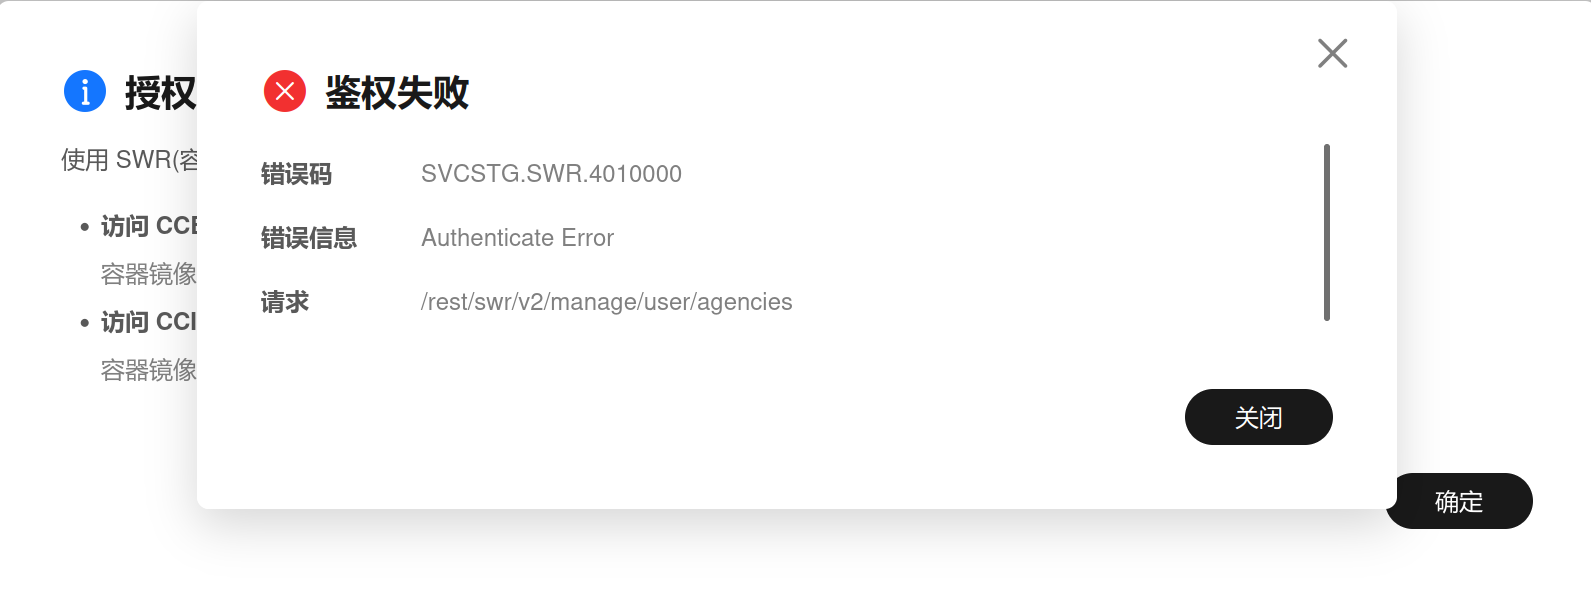 授权
使用 SWR(容
访问 CCE
容器镜像
访问 CCI
容器镜像
鉴权失败
错误码 SVCSTG.SWR.4010000
错误信息 Authenticate Error
请求 /rest/swr/v2/manage/user/agencies
关闭
确定